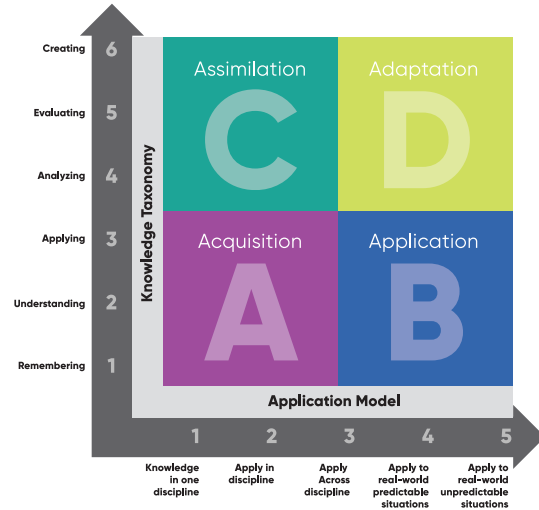 Creating
6
Assimilation
Adaptation
C
D
Evaluating
5
Analyzing
4
Knowledge Taxonomy
Applying
3
Acquisition
Application
A
B
Understanding
2
Remembering
1
Application Model
1
2
3
4
5
Knowledge
in one
discipline
Apply in
discipline
Apply
Across
discipline
Apply to
real-world
predictable
situations
Apply to
real-world
unpredictable
situations